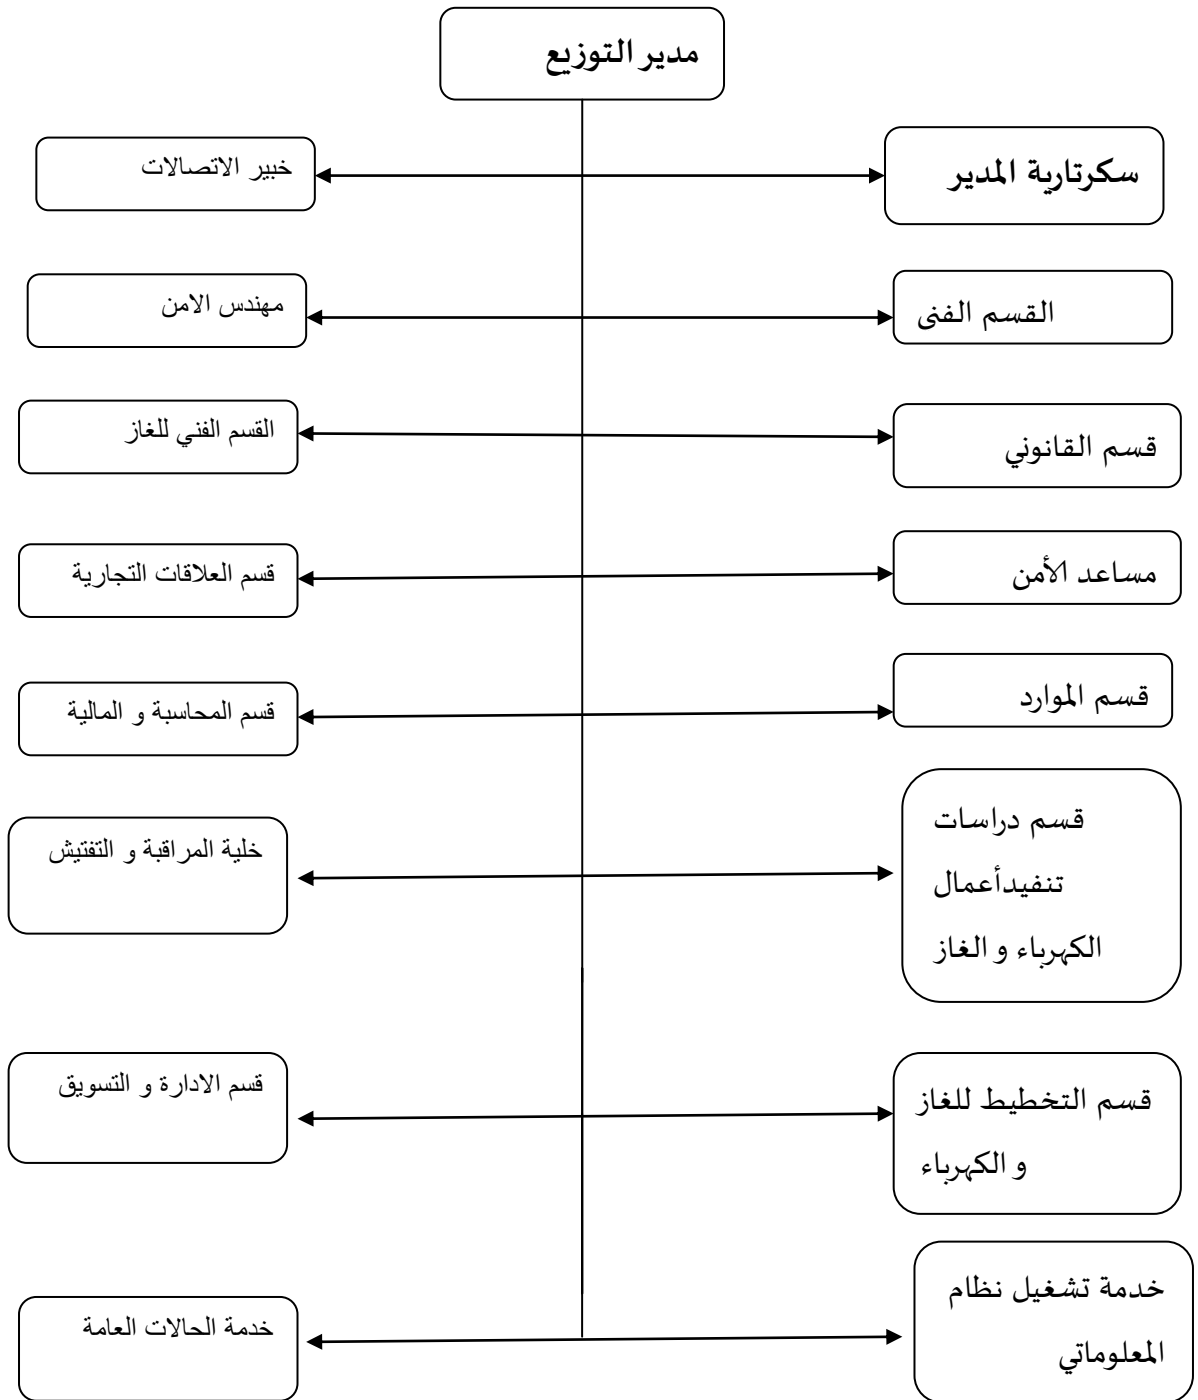 مدير التوزيع
سكرتارية المدير
خبير الاتصالات
القسم الفنى
مهندس الامن
قسم القانوني
القسم الفني للغاز
مساعد الأمن
قسم العلاقات التجارية
قسم الموارد
قسم المحاسبة و المالية
قسم دراسات
تنفيدأعمال
الكهرباء و الغاز
خلية المراقبة و التفتيش
قسم التخطيط للغاز
و الكهرباء
قسم الادارة و التسويق
خدمة تشغيل نظام
المعلوماتي
خدمة الحالات العامة